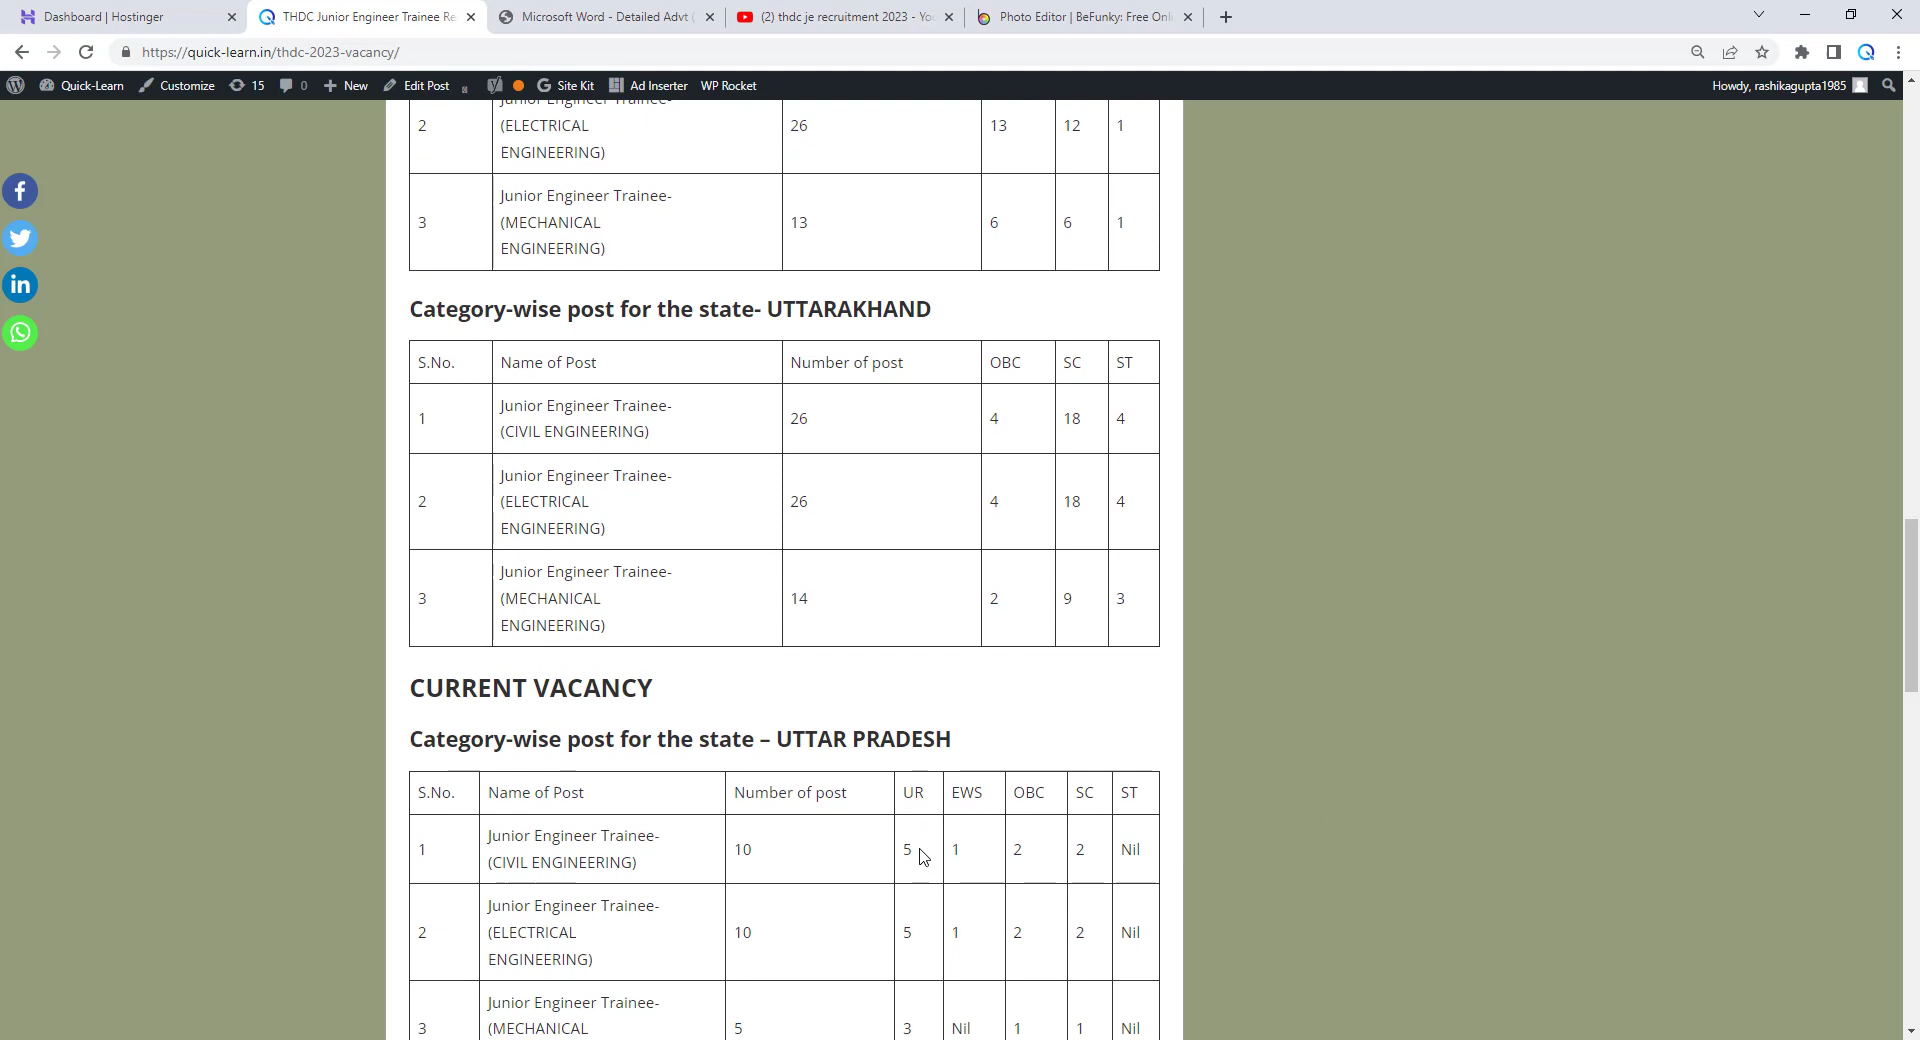 Dashboard | Hostinger
THDC Junior Engineer Trainee Re
Microsoft Word - Detailed Advt (
(2) thdc je recruitment 2023 - Yo
Photo Editor | BeFunky: Free Onli
https://quick-learn.in/thdc-2023-vacancy/
Quick-Learn Customize 15 0 New Edit Post Site Kit Ad Inserter WP Rocket Howdy, rashikagupta1985
Junior Engineer Trainee-
2 (ELECTRICAL 26 13 12 1
ENGINEERING)
Junior Engineer Trainee-
3 (MECHANICAL 13 6 6 1
ENGINEERING)
Category-wise post for the state- UTTARAKHAND
S.No. Name of Post Number of post OBC SC ST
Junior Engineer Trainee-
1 26 4 18 4
(CIVIL ENGINEERING)
Junior Engineer Trainee-
2 (ELECTRICAL 26 4 18 4
ENGINEERING)
Junior Engineer Trainee-
3 (MECHANICAL 14 2 9 3
ENGINEERING)
CURRENT VACANCY
Category-wise post for the state – UTTAR PRADESH
S.No. Name of Post Number of post UR EWS OBC SC ST
Junior Engineer Trainee-
1 10 5 1 2 2 Nil
(CIVIL ENGINEERING)
Junior Engineer Trainee-
2 (ELECTRICAL 10 5 1 2 2 Nil
ENGINEERING)
Junior Engineer Trainee-
3 (MECHANICAL 5 3 Nil 1 1 Nil